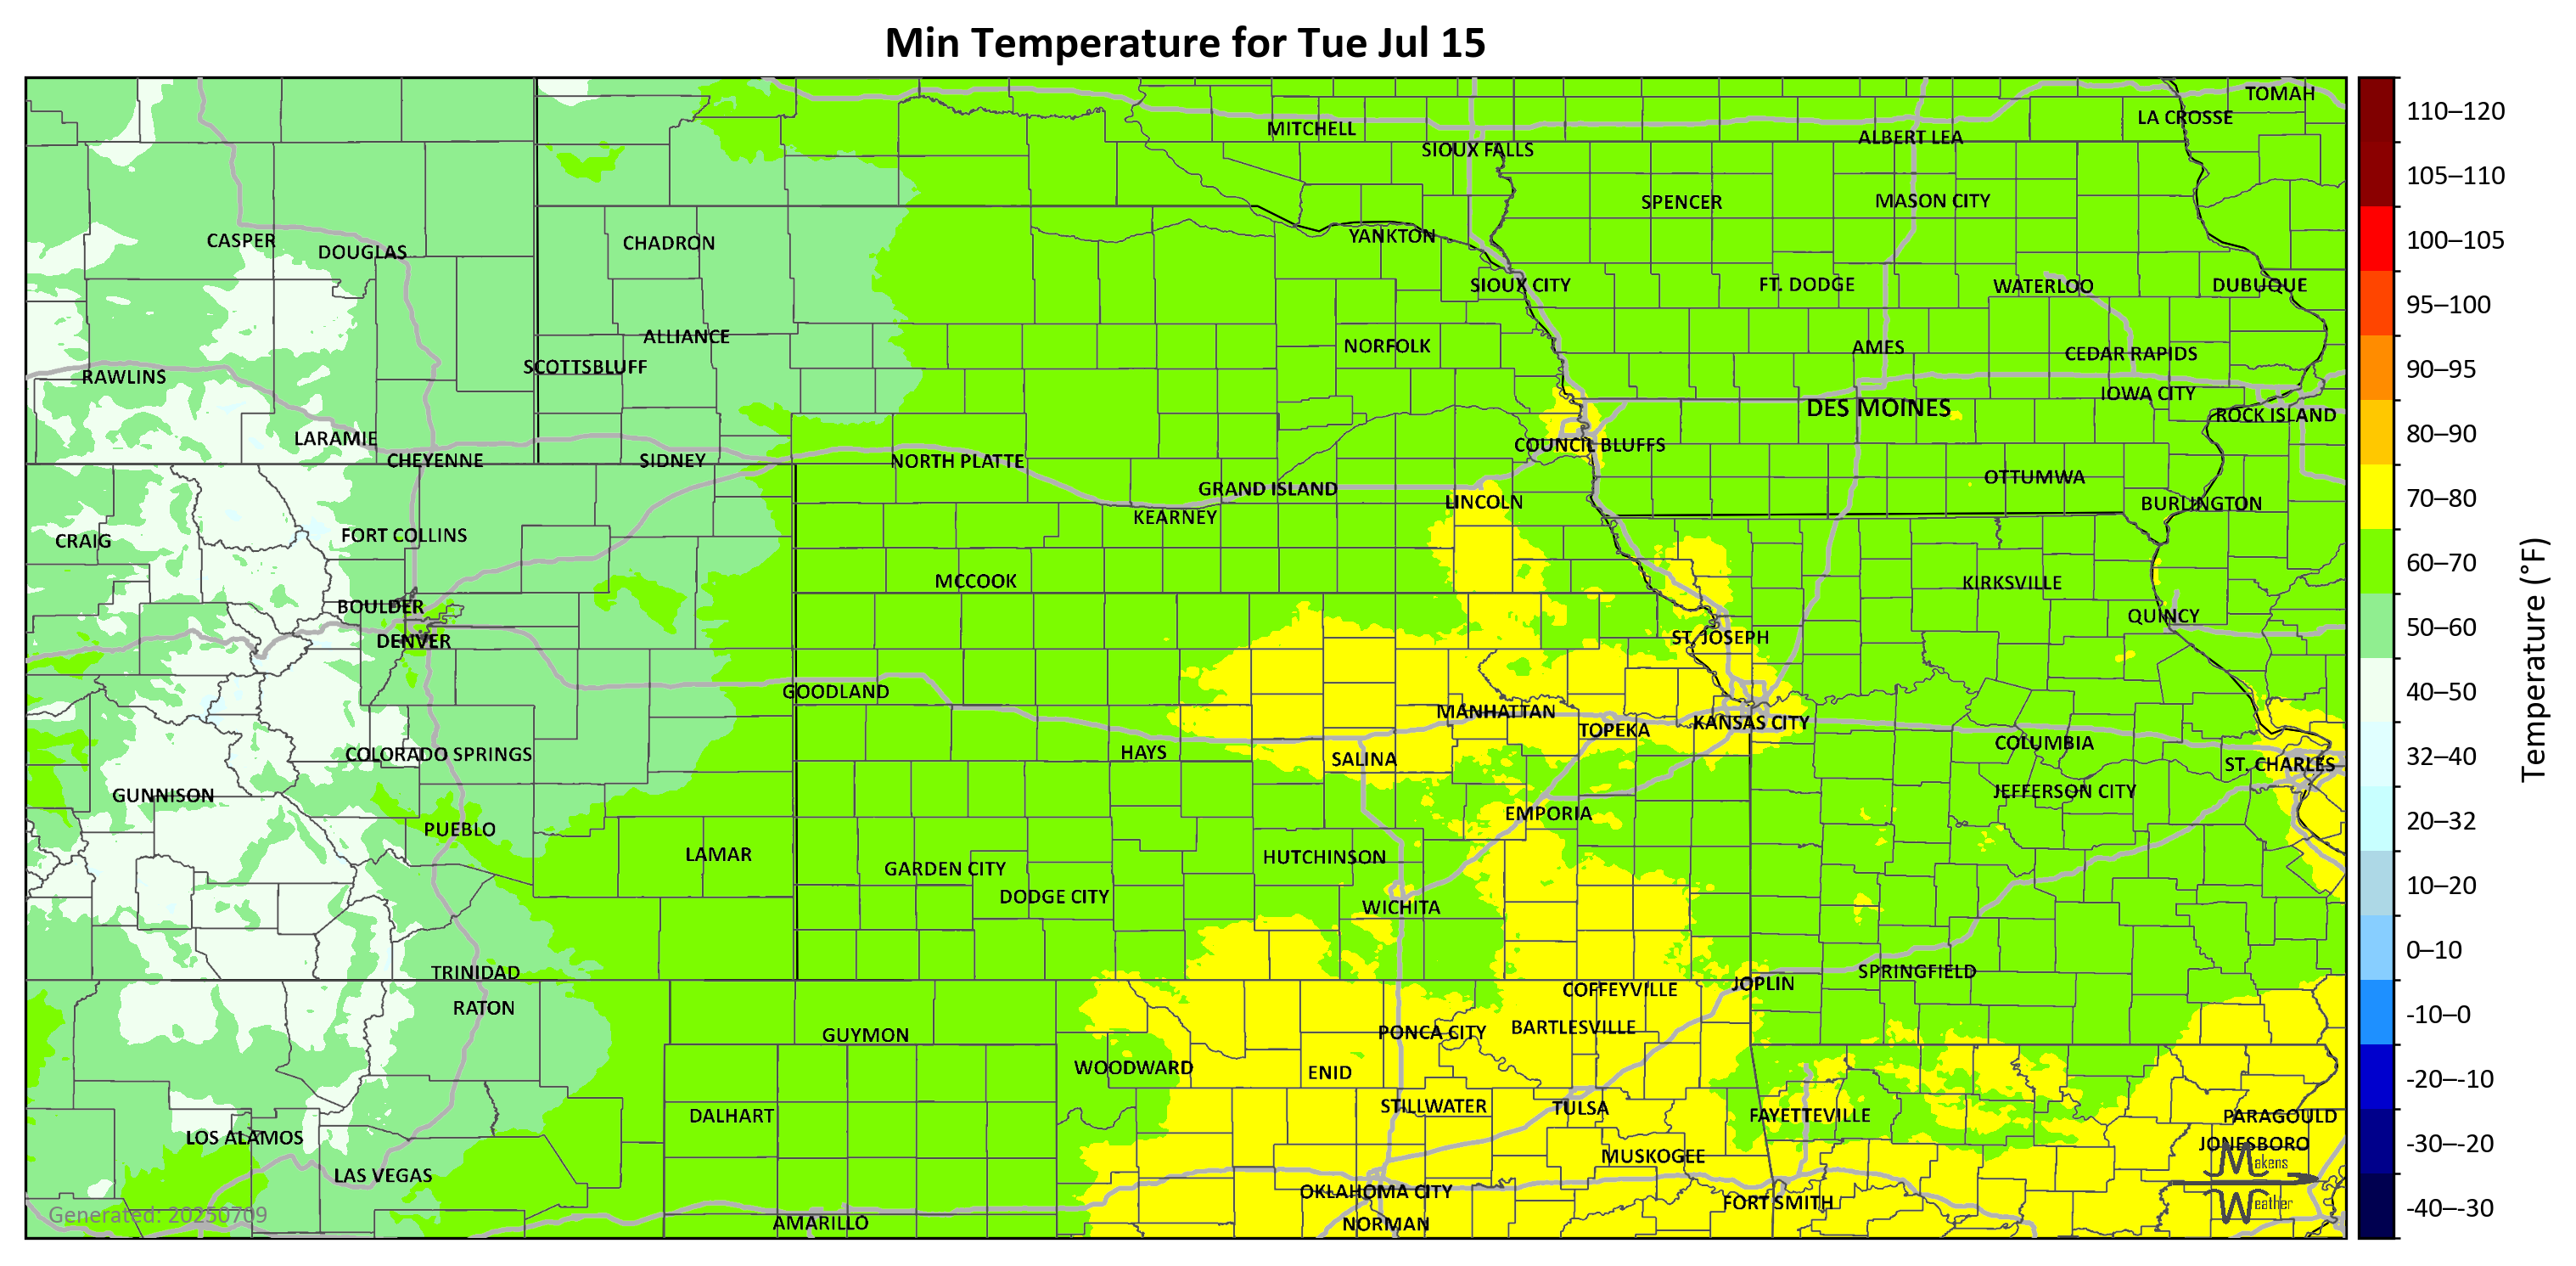 Min Temperature for Tue Jul 15
TOMAH
LA CROSSE
MITCHELL
ALBERT LEA
SIOUX FALLS
SPENCER
MASON CITY
CASPER
DOUGLAS
CHADRON
YANKTON
SIOUX CITY
FT. DODGE
WATERLOO
DUBUQUE
ALLIANCE
NORFOLK
AMES
CEDAR RAPIDS
SCOTTSBLUFF
RAWLINS
IOWA CITY
DES MOINES
ROCK ISLAND
LARAMIE
COUNCIL BLUFFS
CHEYENNE
SIDNEY
NORTH PLATTE
OTTUMWA
GRAND ISLAND
LINCOLN
BURLINGTON
KEARNEY
FORT COLLINS
CRAIG
MCCOOK
KIRKSVILLE
BOULDER
QUINCY
DENVER
ST. JOSEPH
GOODLAND
MANHATTAN
KANSAS CITY
TOPEKA
COLUMBIA
HAYS
COLORADO SPRINGS
SALINA
ST. CHARLES
JEFFERSON CITY
GUNNISON
EMPORIA
PUEBLO
LAMAR
HUTCHINSON
GARDEN CITY
DODGE CITY
WICHITA
TRINIDAD
SPRINGFIELD
JOPLIN
COFFEYVILLE
RATON
BARTLESVILLE
PONCA CITY
GUYMON
WOODWARD
ENID
STILLWATER
TULSA
DALHART
FAYETTEVILLE
PARAGOULD
LOS ALAMOS
JONESBORO
MUSKOGEE
LAS VEGAS
OKLAHOMA CITY
FORT SMITH
AMARILLO
NORMAN
Generated: 20250709
Makens
Weather
110–120
105–110
100–105
95–100
90–95
80–90
70–80
60–70
50–60
40–50
32–40
20–32
10–20
0–10
-10–0
-20–-10
-30–-20
-40–-30
Temperature (°F)